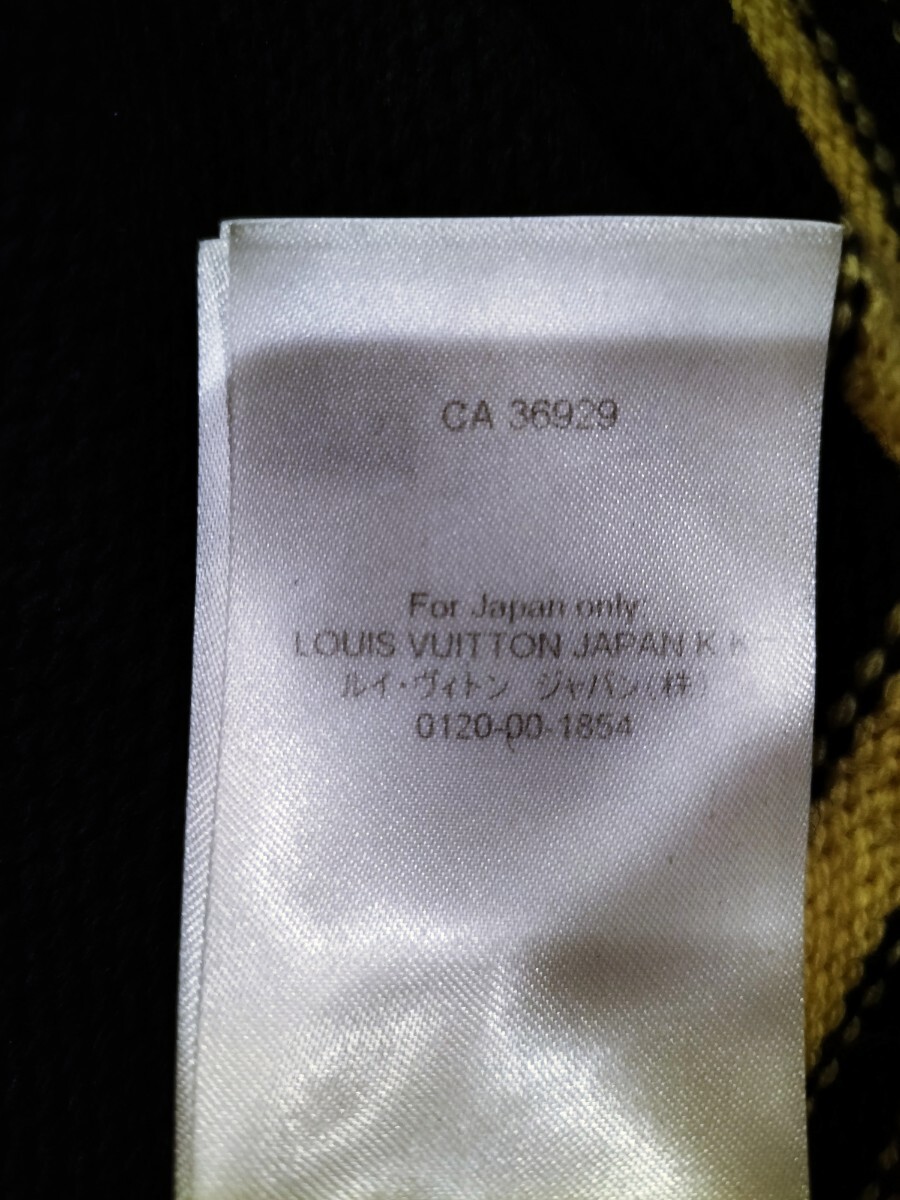 CA 36929
For Japan only
LOUIS VUITTON JAPAN K K
ルイ・ヴィトン ジャパン(株)
0120-00-1854